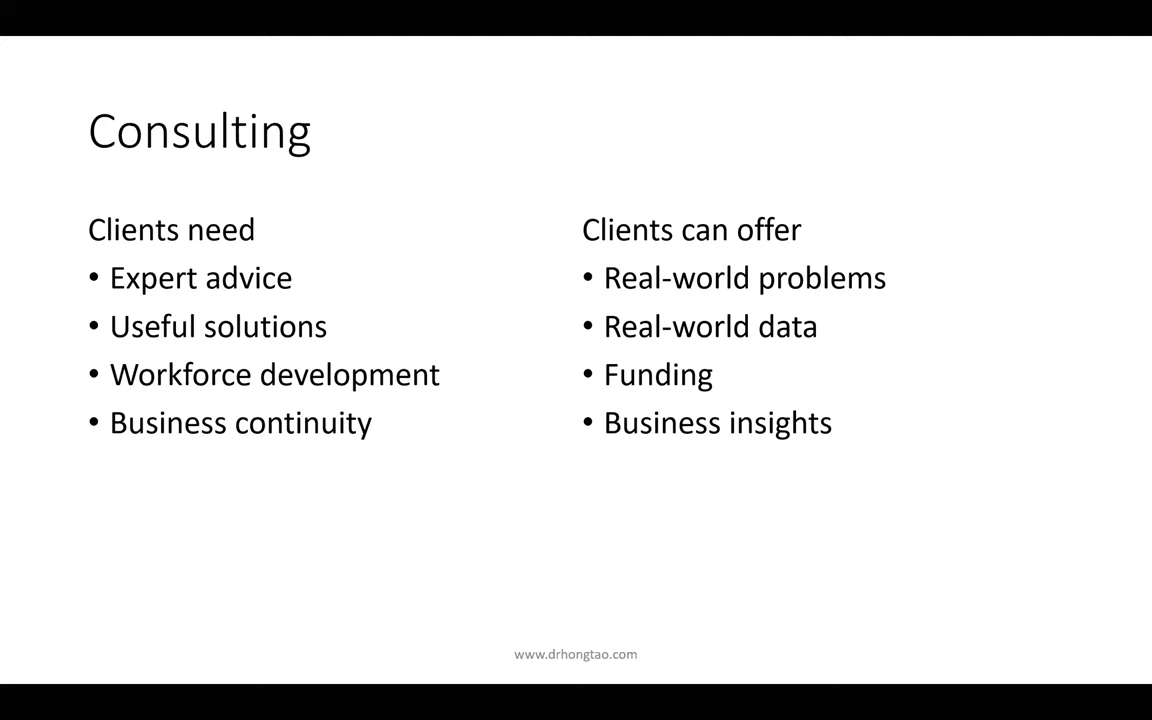 Consulting
Clients need
• Expert advice
• Useful solutions
• Workforce development
• Business continuity
Clients can offer
• Real-world problems
• Real-world data
• Funding
• Business insights
www.drhongtao.com